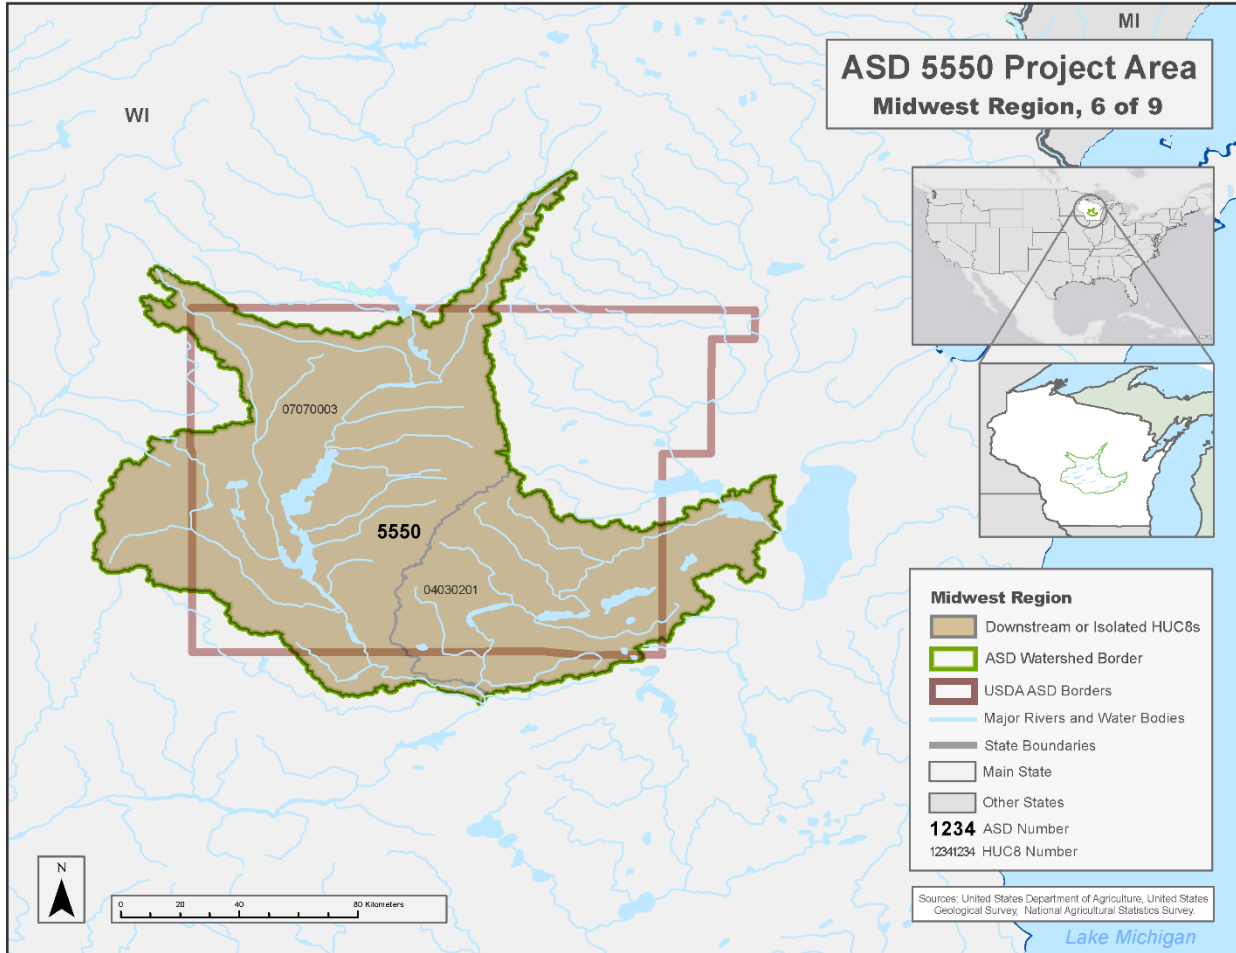 MI
ASD 5550 Project Area
Midwest Region, 6 of 9
WI
07070003
5550
04030201
Midwest Region
Downstream or Isolated HUC8s
ASD Watershed Border
USDA ASD Borders
Major Rivers and Water Bodies
State Boundaries
Main State
Other States
1234 ASD Number
12341234 HUC8 Number
N
0 20 40 80 Kilometers
Sources: United States Department of Agriculture, United States
Geological Survey, National Agricultural Statistics Survey.
Lake Michigan